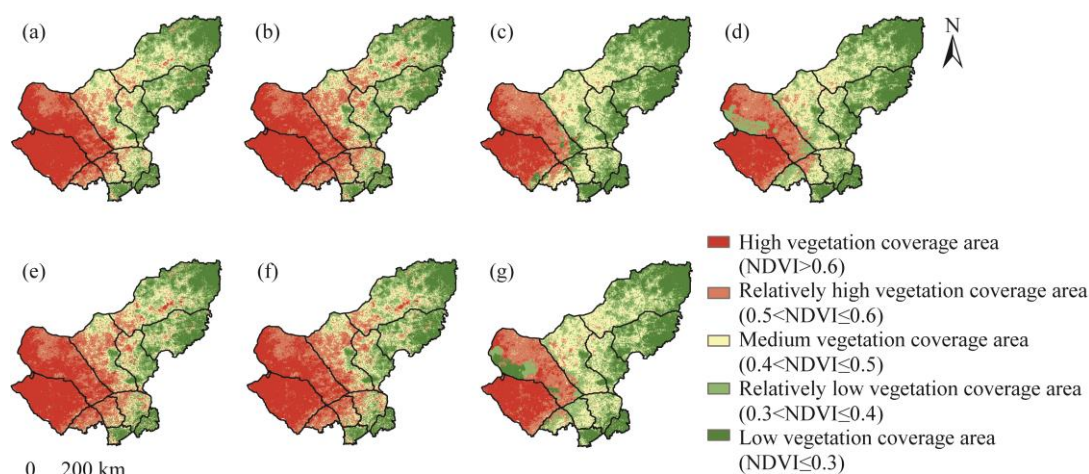 (a)
(b)
(c)
(d)
N
(e)
(f)
(g)
High vegetation coverage area
(NDVI>0.6)
Relatively high vegetation coverage area
(0.5<NDVI≤0.6)
Medium vegetation coverage area
(0.4<NDVI≤0.5)
Relatively low vegetation coverage area
(0.3<NDVI≤0.4)
Low vegetation coverage area
(NDVI≤0.3)
0 200 km